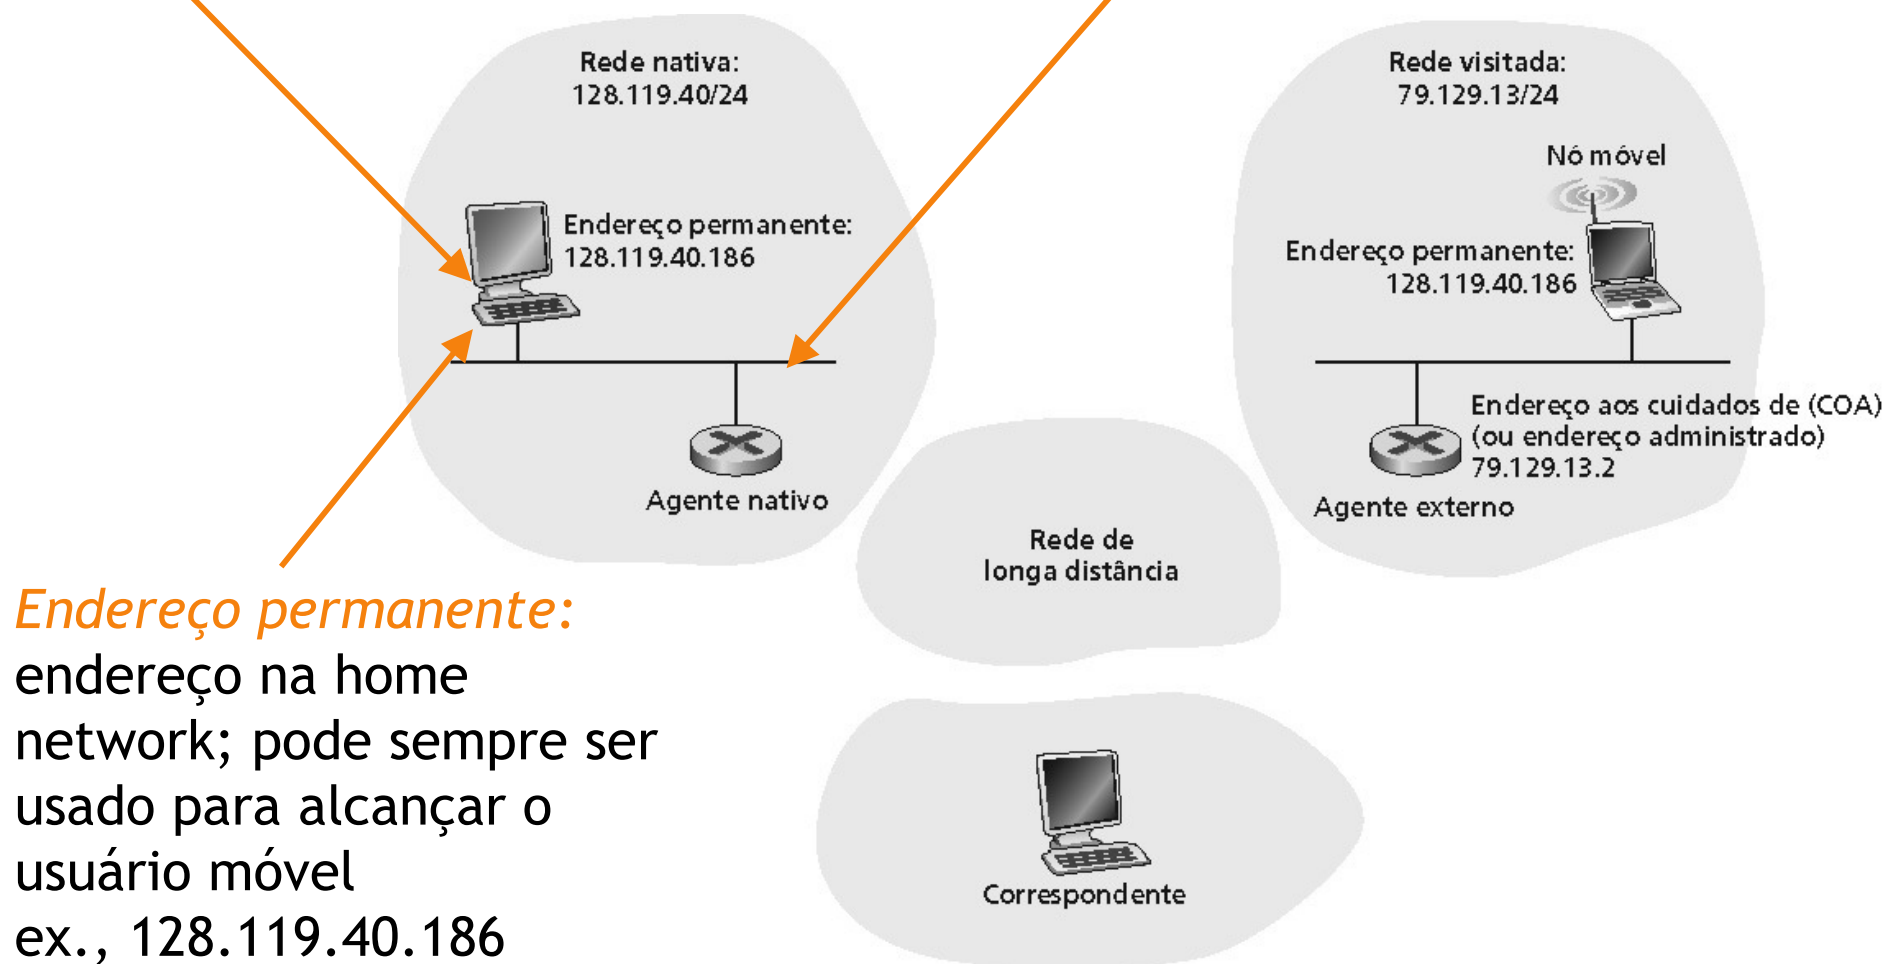 Rede nativa:
128.119.40/24
Rede visitada:
79.129.13/24
Nó móvel
Endereço permanente:
128.119.40.186
Endereço permanente:
128.119.40.186
Endereço aos cuidados de (COA)
(ou endereço administrado)
79.129.13.2
Agente nativo
Agente externo
Rede de
longa distância
Endereço permanente:
endereço na home
network; pode sempre ser
usado para alcançar o
usuário móvel
ex., 128.119.40.186
Correspondente